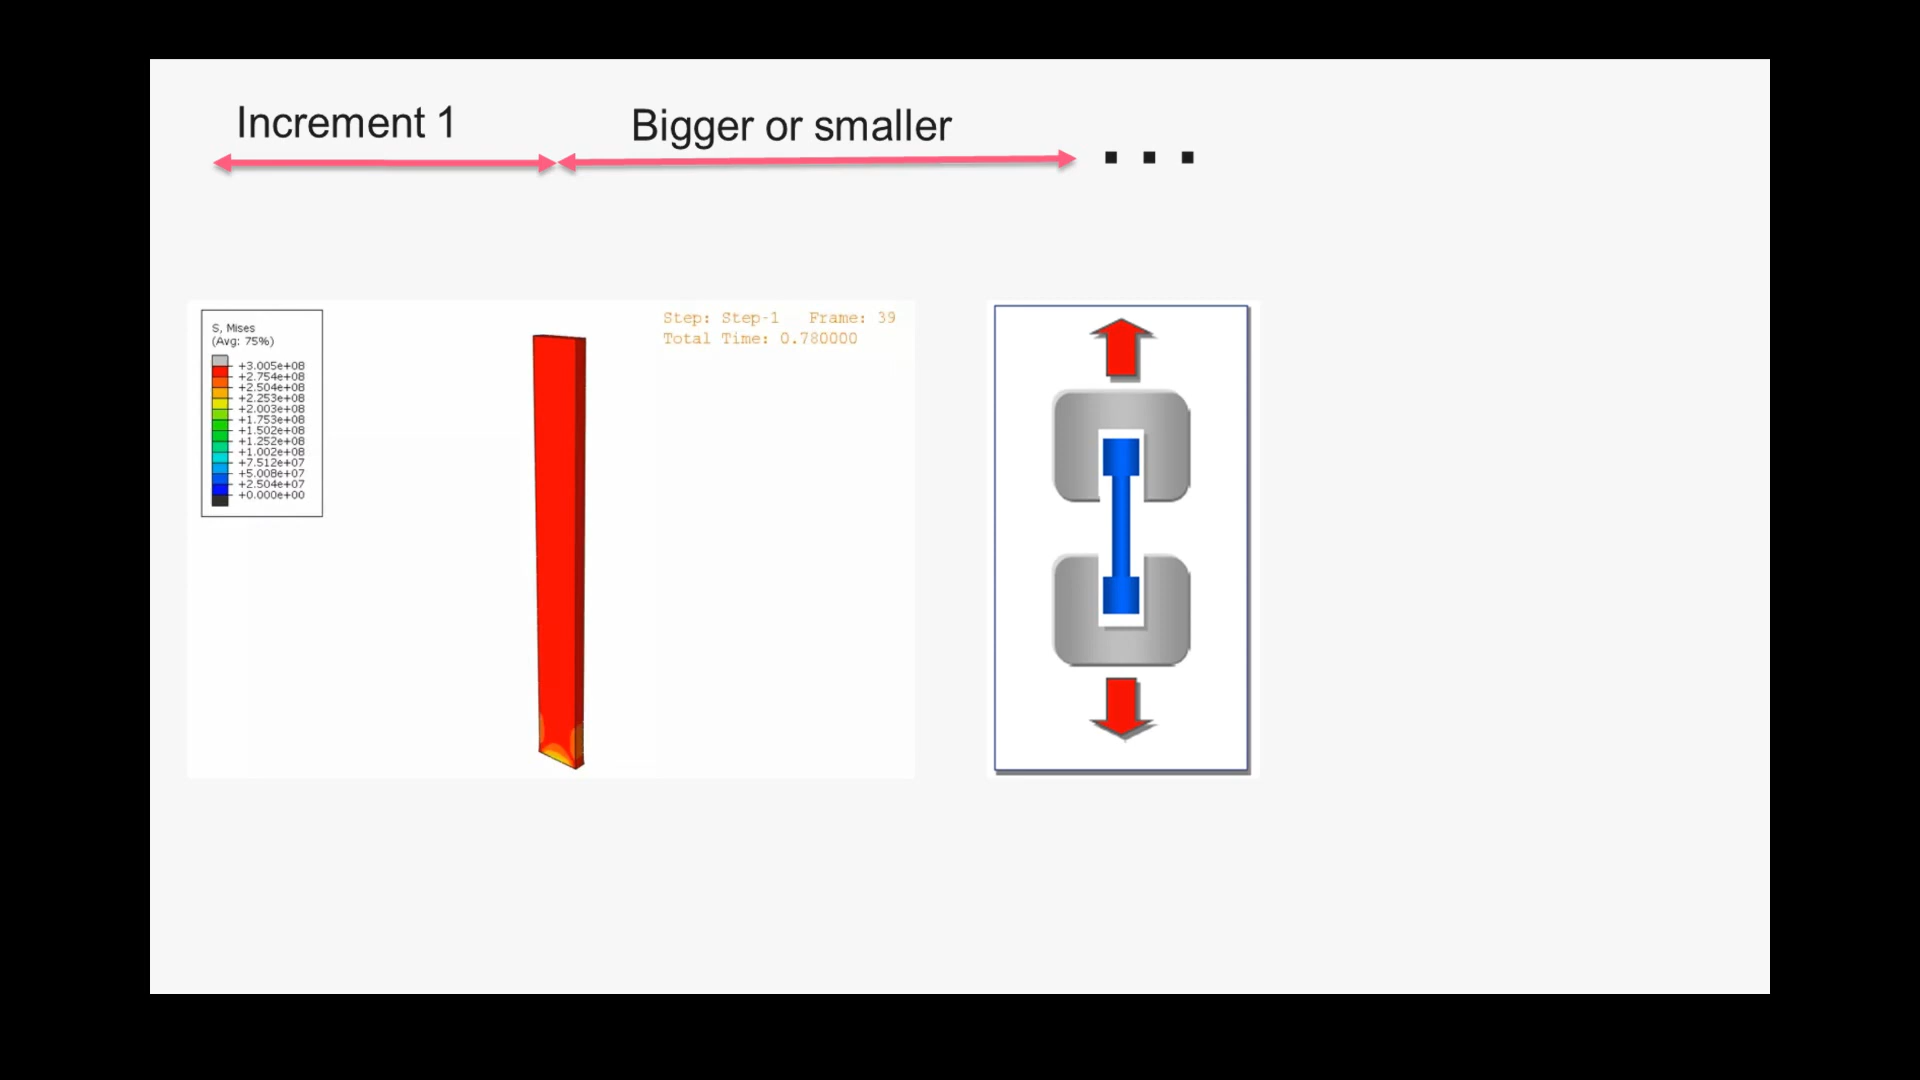 Increment 1
Bigger or smaller
...
S, Mises
(Avg: 75%)
+3.005e+08
+2.754e+08
+2.504e+08
+2.253e+08
+2.003e+08
+1.753e+08
+1.502e+08
+1.252e+08
+1.002e+08
+7.512e+07
+5.008e+07
+2.504e+07
+0.000e+00
Step: Step-1 Frame: 39
Total Time: 0.780000